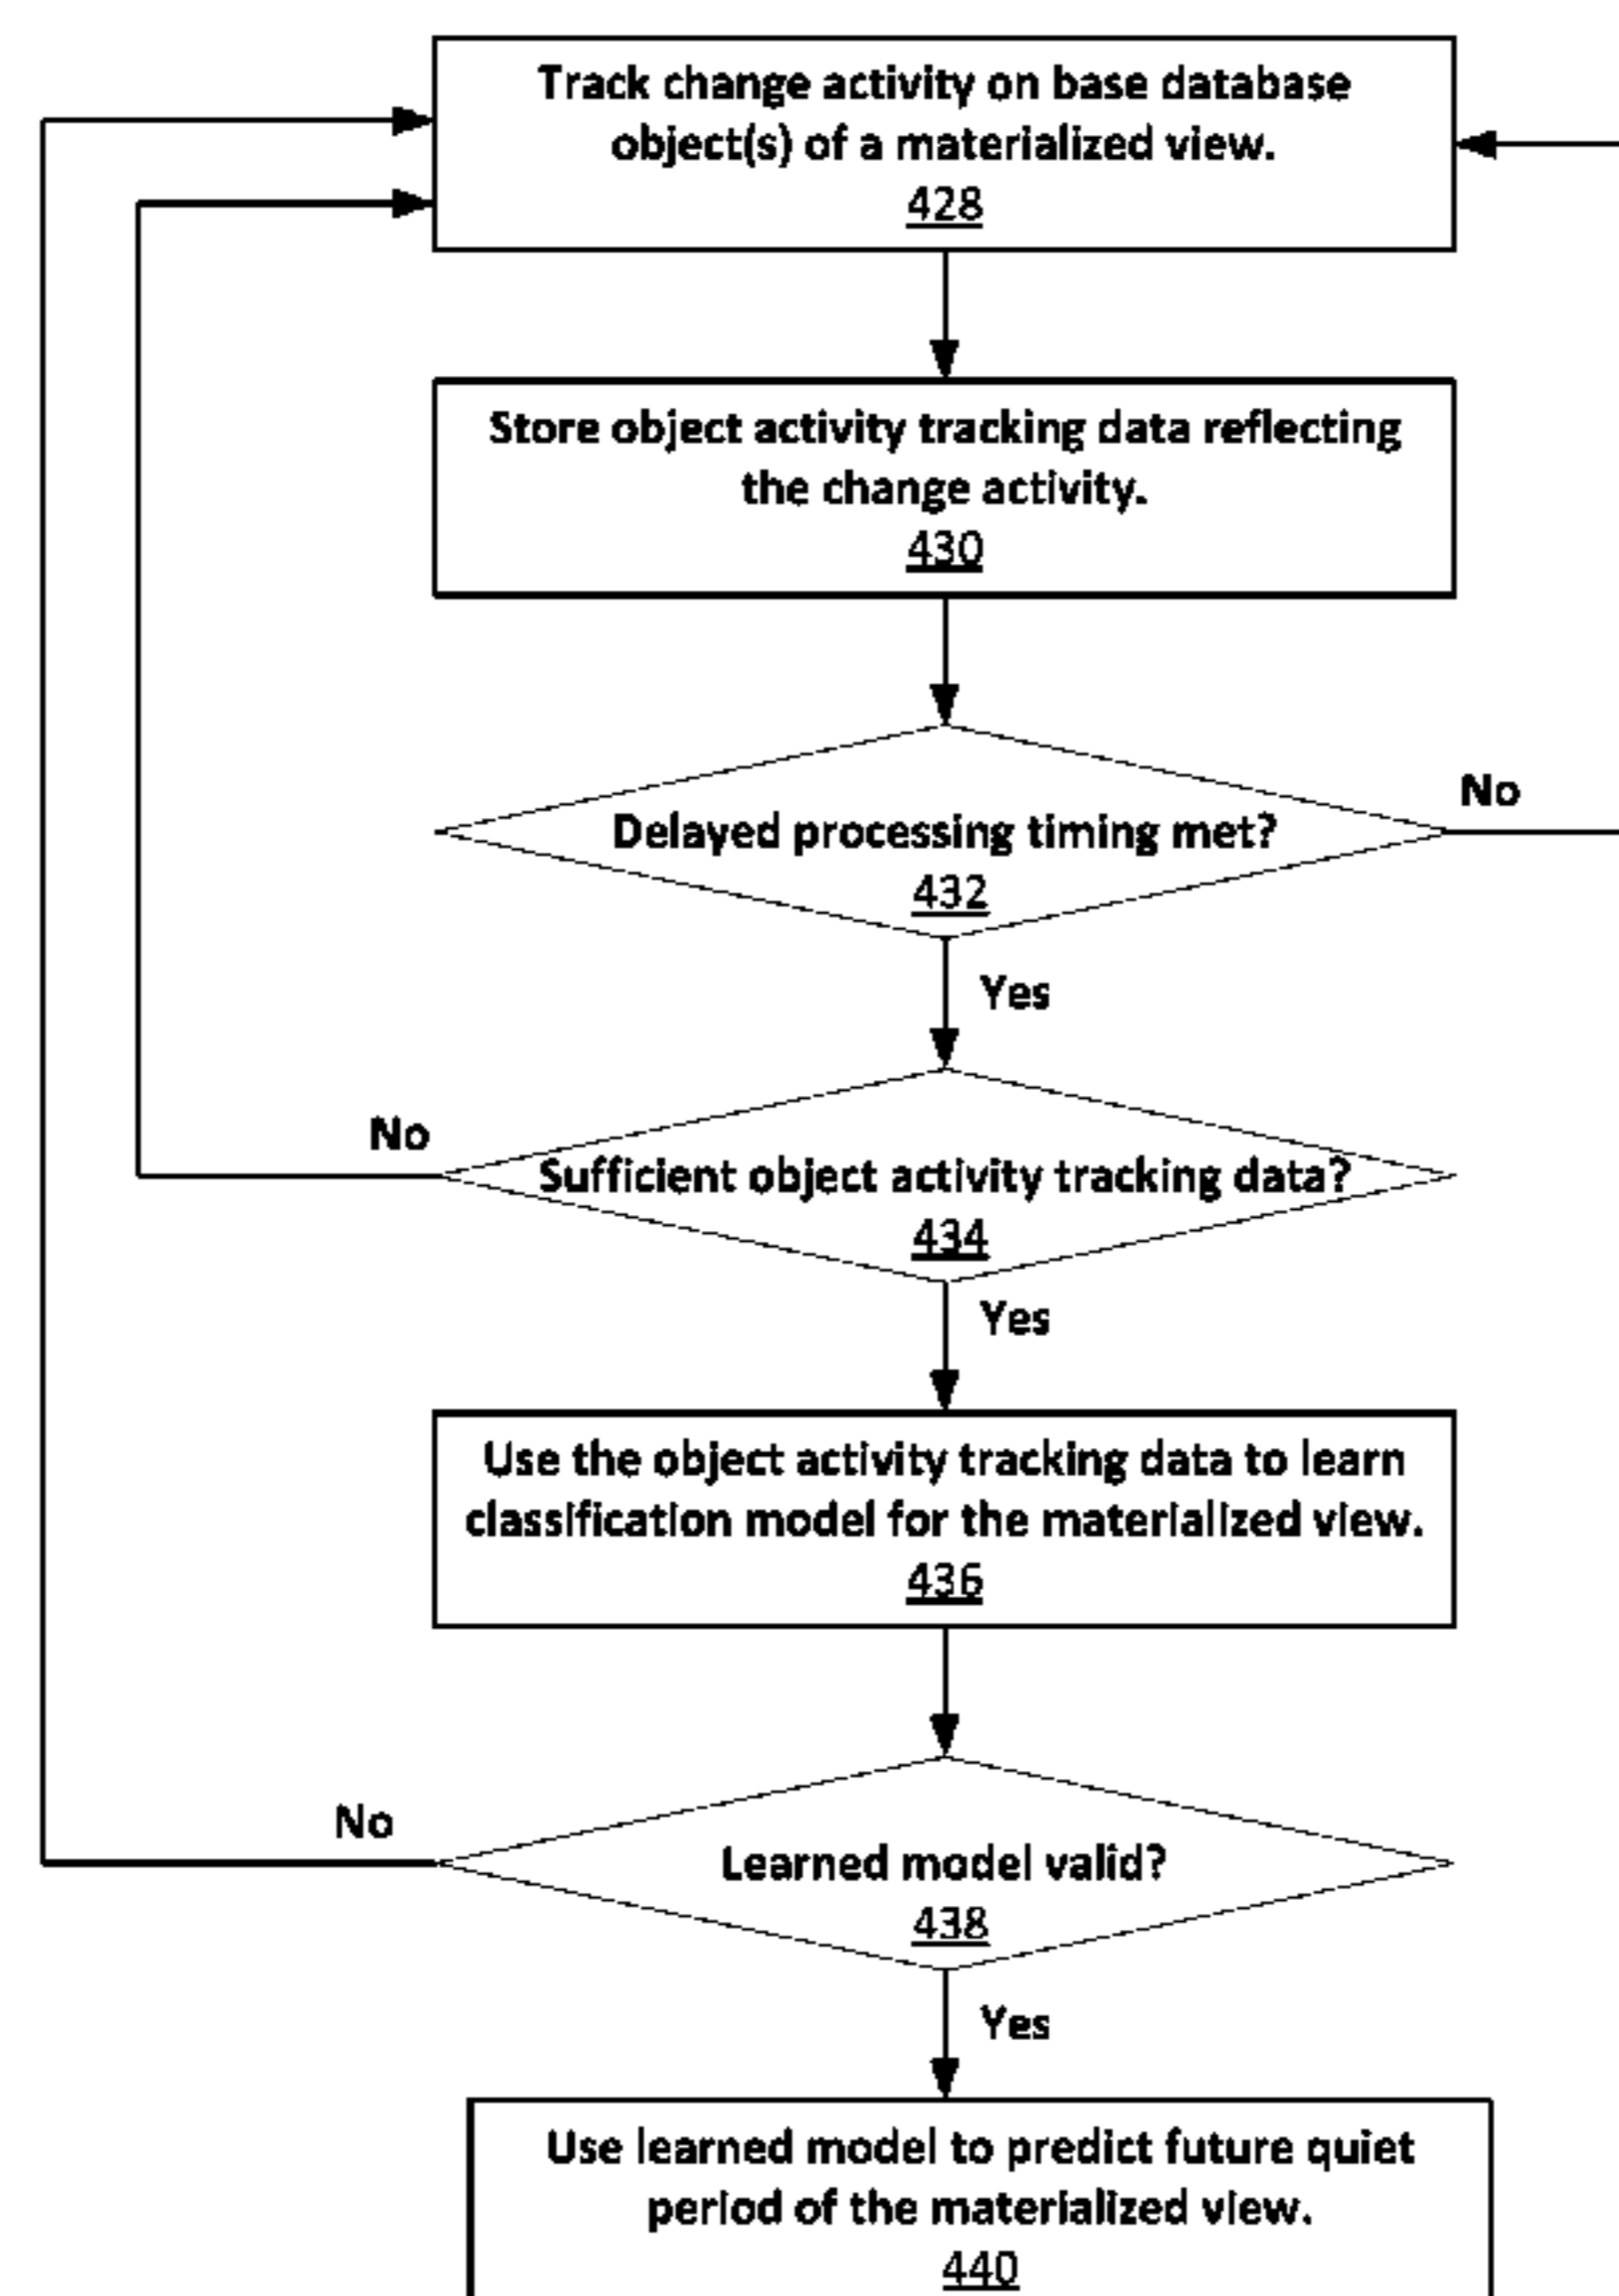 Track change activity on base database
object(s) of a materialized view.
428
Store object activity tracking data reflecting
the change activity.
430
No
Delayed processing timing met?
432
Yes
No
Sufficient object activity tracking data?
434
Yes
Use the object activity tracking data to learn
classification model for the materialized view.
436
No
Learned model valid?
438
Yes
Use learned model to predict future quiet
period of the materialized view.
440